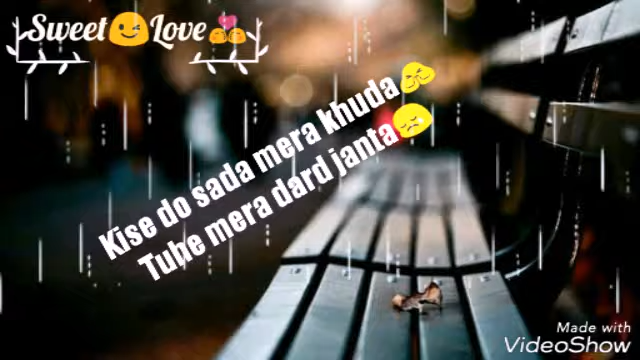 Sweet😉Love💏
Kise do sada mera khuda
Tuhe mera dard janta
Made with
VideoShow